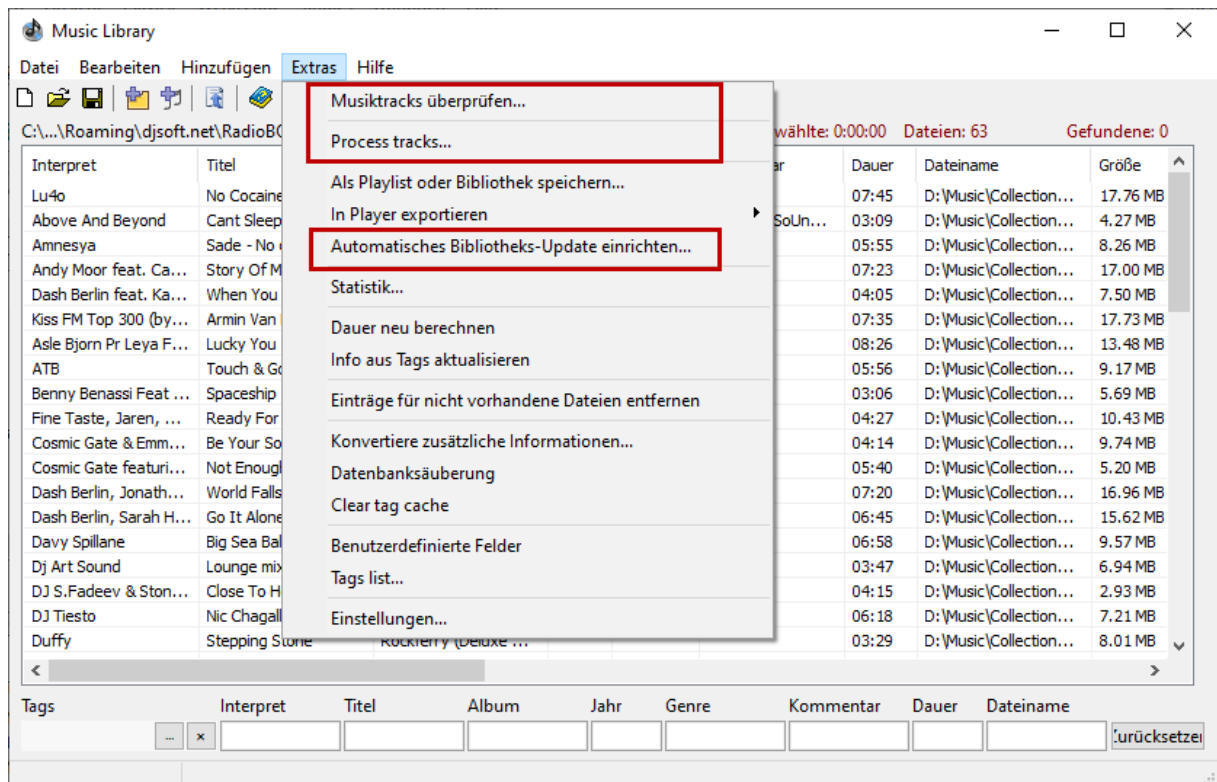 Music Library
Datei Bearbeiten Hinzufügen Extras Hilfe
C:\...\Roaming\djsoft.net\RadioBO wählte: 0:00:00 Dateien: 63 Gefundene: 0
Musiktracks überprüfen...
Process tracks...
Als Playlist oder Bibliothek speichern...
In Player exportieren
Automatisches Bibliotheks-Update einrichten...
Statistik...
Dauer neu berechnen
Info aus Tags aktualisieren
Einträge für nicht vorhandene Dateien entfernen
Konvertiere zusätzliche Informationen...
Datenbanksäuberung
Clear tag cache
Benutzerdefinierte Felder
Tags list...
Einstellungen...
Interpret Titel ar Dauer Dateiname Größe
Lu4o No Cocaine 07:45 D:\Music\Collection... 17.76 MB
Above And Beyond Cant Sleep SoUn... 03:09 D:\Music\Collection... 4.27 MB
Amnesya Sade - No 05:55 D:\Music\Collection... 8.26 MB
Andy Moor feat. Ca... Story Of M 07:23 D:\Music\Collection... 17.00 MB
Dash Berlin feat. Ka... When You 04:05 D:\Music\Collection... 7.50 MB
Kiss FM Top 300 (by... Armin Van 07:35 D:\Music\Collection... 17.73 MB
Asle Bjorn Pr Leya F... Lucky You 08:26 D:\Music\Collection... 13.48 MB
ATB Touch & Go 05:56 D:\Music\Collection... 9.17 MB
Benny Benassi Feat ... Spaceship 03:06 D:\Music\Collection... 5.69 MB
Fine Taste, Jaren, ... Ready For 04:27 D:\Music\Collection... 10.43 MB
Cosmic Gate & Emm... Be Your So 04:14 D:\Music\Collection... 9.74 MB
Cosmic Gate featuri... Not Enough 05:40 D:\Music\Collection... 5.20 MB
Dash Berlin, Jonath... World Falls 07:20 D:\Music\Collection... 16.96 MB
Dash Berlin, Sarah H... Go It Alone 06:45 D:\Music\Collection... 15.62 MB
Davy Spillane Big Sea Bal 06:58 D:\Music\Collection... 9.57 MB
Dj Art Sound Lounge mix 03:47 D:\Music\Collection... 6.94 MB
DJ S.Fadeev & Ston... Close To H 04:15 D:\Music\Collection... 2.93 MB
DJ Tiesto Nic Chagall 06:18 D:\Music\Collection... 7.21 MB
Duffy Stepping Stone Rockferry (Deluxe ... 03:29 D:\Music\Collection... 8.01 MB
Tags Interpret Titel Album Jahr Genre Kommentar Dauer Dateiname
... × Zurücksetzen